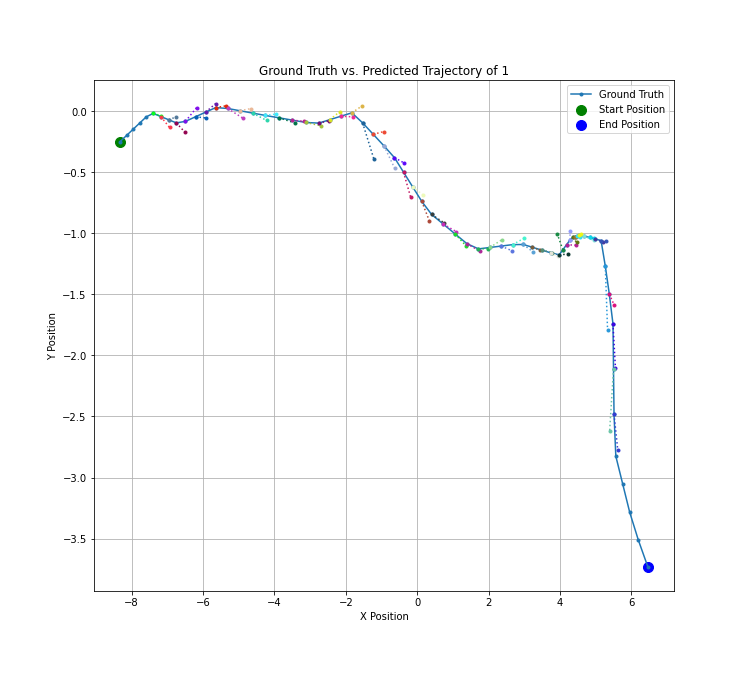 Ground Truth vs. Predicted Trajectory of 1
Ground Truth
Start Position
End Position
Y Position
0.0
−0.5
−1.0
−1.5
−2.0
−2.5
−3.0
−3.5
−8 −6 −4 −2 0 2 4 6
X Position